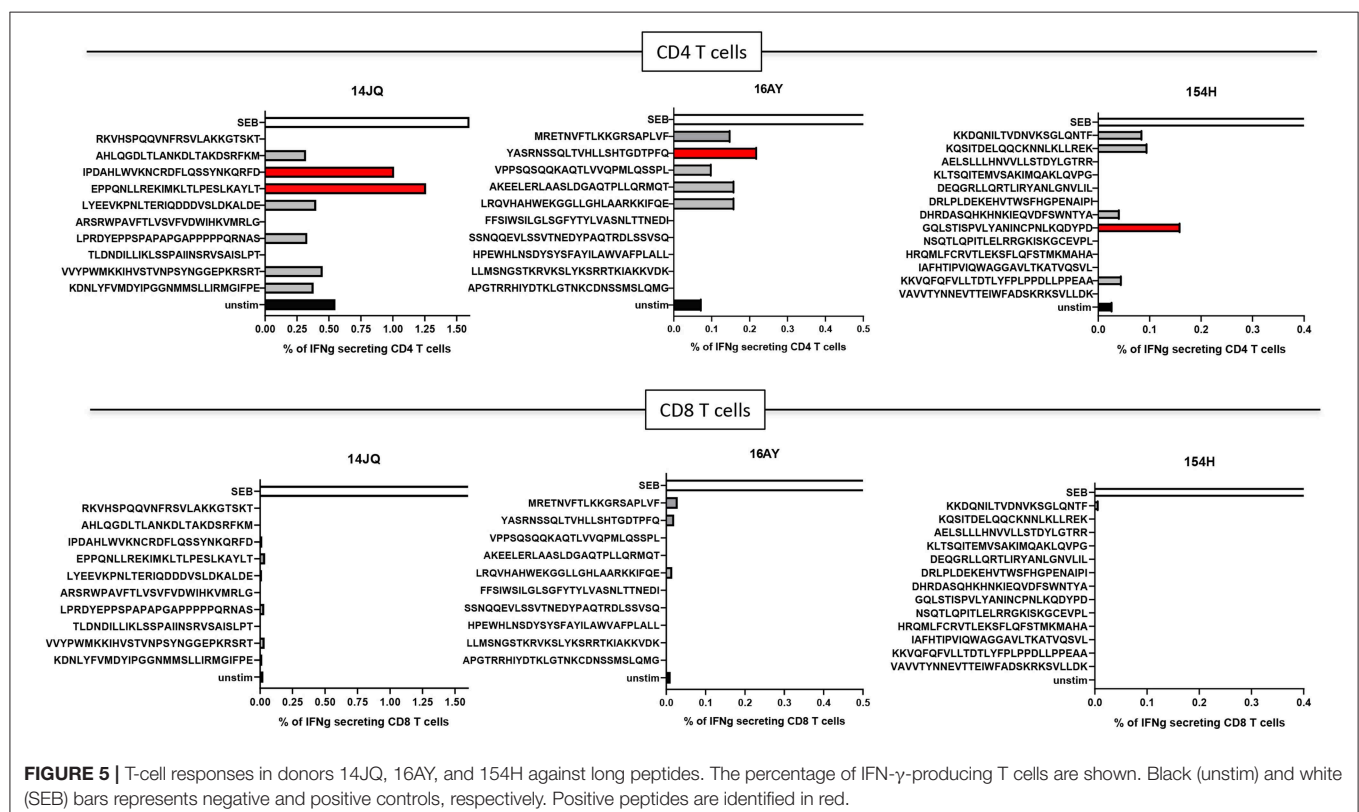 CD4 T cells
14JQ
SEB
RKVHSPQQVNFRSVLAKKGTSKT
AHLQGDLTLANKDLTAKDSRFKM
IPDAHLWVKNCRDFLQSSYNKQRFD
EPPQNLLREKIMKLTLPESLKAYLT
LYEEVKPNLTERIQDDDVSLDKALDE
ARSRWPAVFTLVSVFVDWIHKVMRLG
LPRDYEPPSPAPAPGAPPPPPQRNAS
TLDNDILLIKLSSPAIINSRVSAISLPT
VVYPWMKKIHVSTVNPSYNGGEPKRSRT
KDNLYFVMDYIPGGNMMSLLIRMGIFPE
unstim
0.00 0.25 0.50 0.75 1.00 1.25 1.50
% of IFNg secreting CD4 T cells
16AY
SEB
MRETNVFTLKKGRSAPLVF
YASRNSSQLTVHLLSHTGDTPFQ
VPPSQSQQKAQTLVVQPMLQSSPL
AKEELERLAASLDGAQTPLLQRMQT
LRQVHAHWEKGGLLGHLAARKKIFQE
FFSIWSILGLSGFYTYLVASNLTTNEDI
SSNQQEVLSSVTNEDYPAQTRDLSSVSQ
HPEWHLNSDYSYSFAYILAWVAFPLALL
LLMSNGSTKRVKSLYKSRRTKIAKKVDK
APGTRRHIYDTKLGTNKCDNSSMSLQMG
unstim
0.0 0.1 0.2 0.3 0.4 0.5
% of IFNg secreting CD4 T cells
154H
SEB
KKDQNILTVDNVKSGLQNTF
KQSITDELQQCKNNLKLLREK
AELSLLLHNVVLLSTDYLGTRR
KLTSQITEMVSAKIMQAKLQVPG
DEQGRLLQRTLIRYANLGNVLIL
DRLPLDEKEHVTWSFHGPENAIPI
DHRDASQHKHNKIEQVDFSWNTYA
GQLSTISPVLYANINCPNLKQDYPD
NSQTLQPITLELRRGKISKGCEVPL
HRQMLFCRVTLEKSFLQFSTMKMAHA
IAFHTIPVIQWAGGAVLTKATVQSVL
KKVQFQFVLLTDTLYFPLPPDLLPPEAA
VAVVTYNNEVTTEIWFADSKRKSVLLDK
unstim
0.0 0.1 0.2 0.3 0.4
% of IFNg secreting CD4 T cells
CD8 T cells
14JQ
SEB
RKVHSPQQVNFRSVLAKKGTSKT
AHLQGDLTLANKDLTAKDSRFKM
IPDAHLWVKNCRDFLQSSYNKQRFD
EPPQNLLREKIMKLTLPESLKAYLT
LYEEVKPNLTERIQDDDVSLDKALDE
ARSRWPAVFTLVSVFVDWIHKVMRLG
LPRDYEPPSPAPAPGAPPPPPQRNAS
TLDNDILLIKLSSPAIINSRVSAISLPT
VVYPWMKKIHVSTVNPSYNGGEPKRSRT
KDNLYFVMDYIPGGNMMSLLIRMGIFPE
unstim
0.00 0.25 0.50 0.75 1.00 1.25 1.50
% of IFNg secreting CD8 T cells
16AY
SEB
MRETNVFTLKKGRSAPLVF
YASRNSSQLTVHLLSHTGDTPFQ
VPPSQSQQKAQTLVVQPMLQSSPL
AKEELERLAASLDGAQTPLLQRMQT
LRQVHAHWEKGGLLGHLAARKKIFQE
FFSIWSILGLSGFYTYLVASNLTTNEDI
SSNQQEVLSSVTNEDYPAQTRDLSSVSQ
HPEWHLNSDYSYSFAYILAWVAFPLALL
LLMSNGSTKRVKSLYKSRRTKIAKKVDK
APGTRRHIYDTKLGTNKCDNSSMSLQMG
unstim
0.0 0.1 0.2 0.3 0.4 0.5
% of IFNg secreting CD8 T cells
154H
SEB
KKDQNILTVDNVKSGLQNTF
KQSITDELQQCKNNLKLLREK
AELSLLLHNVVLLSTDYLGTRR
KLTSQITEMVSAKIMQAKLQVPG
DEQGRLLQRTLIRYANLGNVLIL
DRLPLDEKEHVTWSFHGPENAIPI
DHRDASQHKHNKIEQVDFSWNTYA
GQLSTISPVLYANINCPNLKQDYPD
NSQTLQPITLELRRGKISKGCEVPL
HRQMLFCRVTLEKSFLQFSTMKMAHA
IAFHTIPVIQWAGGAVLTKATVQSVL
KKVQFQFVLLTDTLYFPLPPDLLPPEAA
VAVVTYNNEVTTEIWFADSKRKSVLLDK
unstim
0.0 0.1 0.2 0.3 0.4
% of IFNg secreting CD8 T cells
FIGURE 5 | T-cell responses in donors 14JQ, 16AY, and 154H against long peptides. The percentage of IFN-γ-producing T cells are shown. Black (unstim) and white
(SEB) bars represents negative and positive controls, respectively. Positive peptides are identified in red.